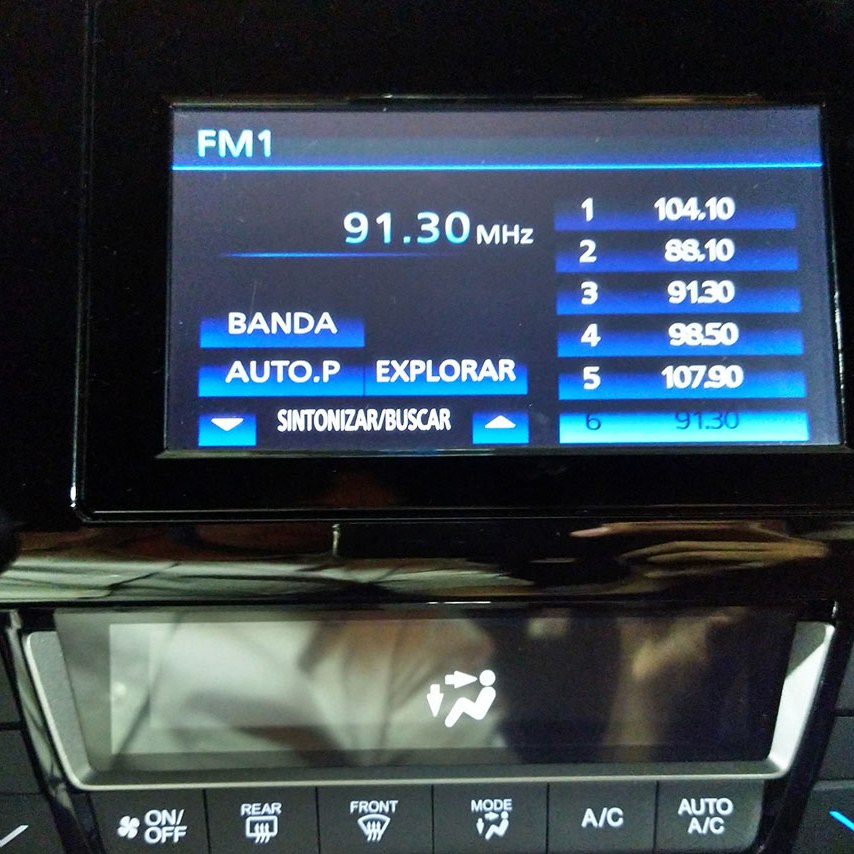 FM1
91.30 MHz
BANDA
AUTO.P EXPLORAR
SINTONIZAR/BUSCAR
1 104.10
2 88.10
3 91.30
4 98.50
5 107.90
6 91.30
ON/OFF
REAR
FRONT
MODE
A/C
AUTO
A/C